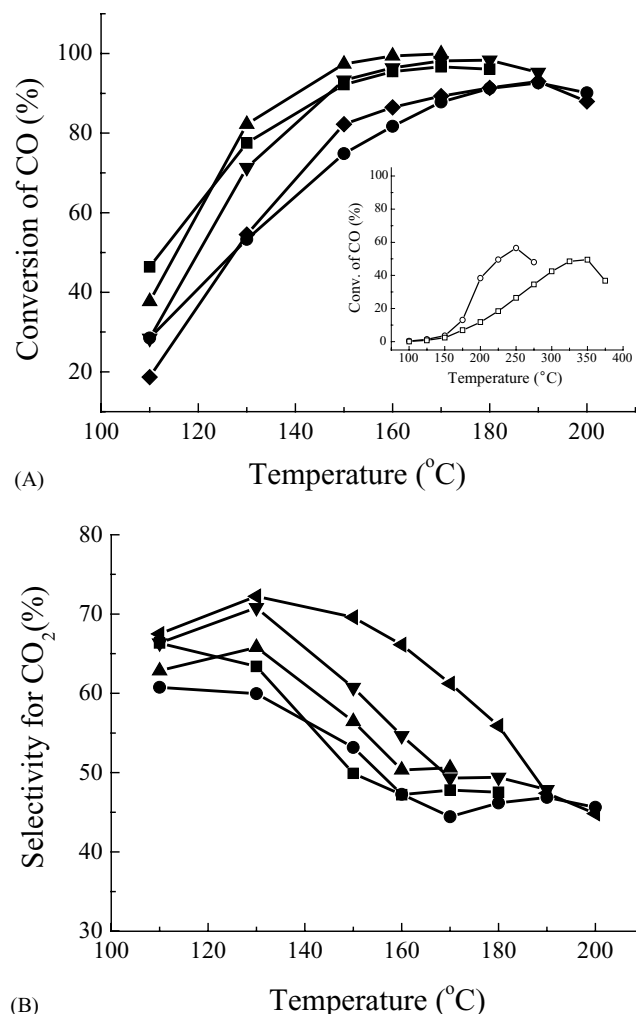 100
80
60
40
20
Conversion of CO (%)
100
80
60
40
20
0
Conv. of CO (%)
100 150 200 250 300 350 400
Temperature (°C)
100 120 140 160 180 200
(A)
Temperature (°C)
80
70
60
50
45
30
Selectivity for CO2(%)
100 120 140 160 180 200
(B)
Temperature (°C)